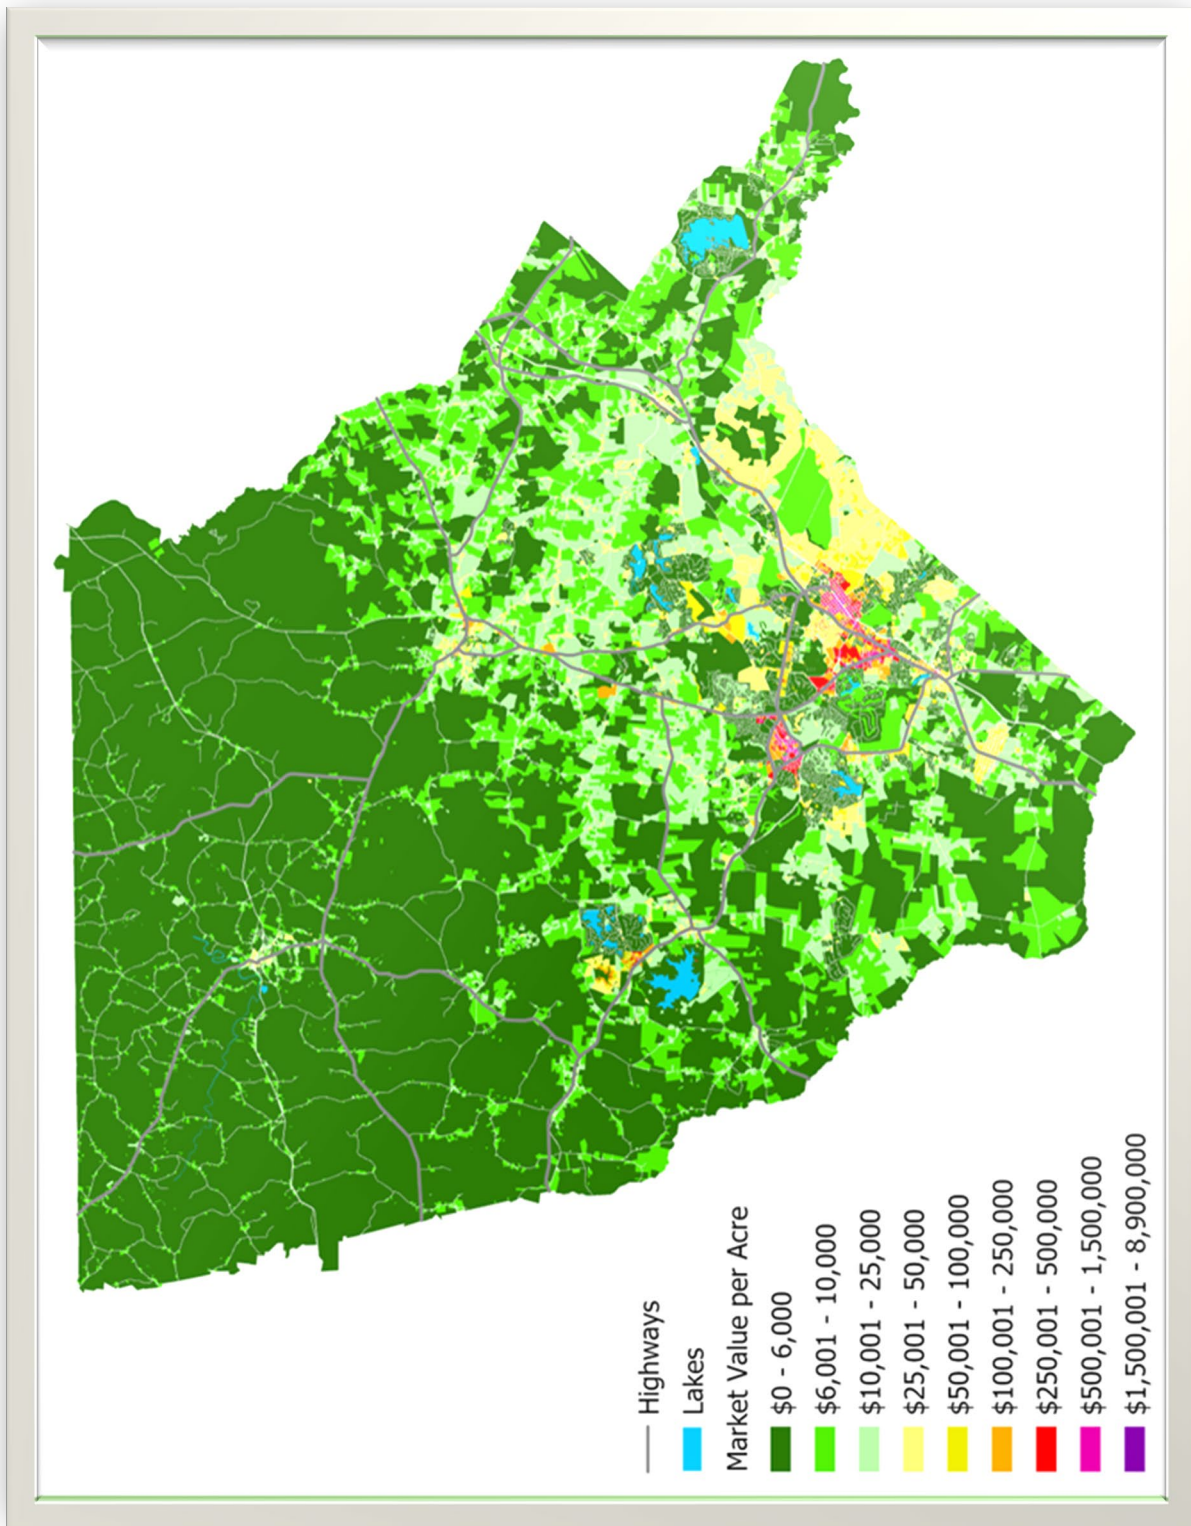 Highways
Lakes
Market Value per Acre
$0 - 6,000
$6,001 - 10,000
$10,001 - 25,000
$25,001 - 50,000
$50,001 - 100,000
$100,001 - 250,000
$250,001 - 500,000
$500,001 - 1,500,000
$1,500,001 - 8,900,000